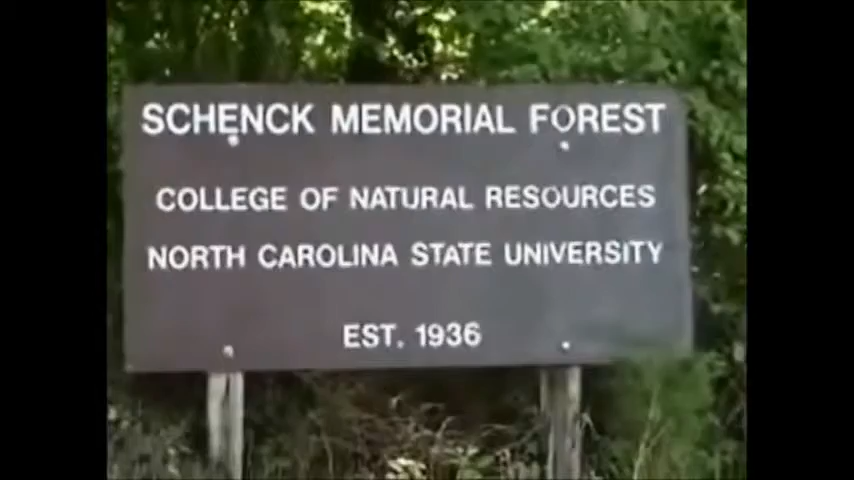 SCHENCK MEMORIAL FOREST
COLLEGE OF NATURAL RESOURCES
NORTH CAROLINA STATE UNIVERSITY
EST. 1936